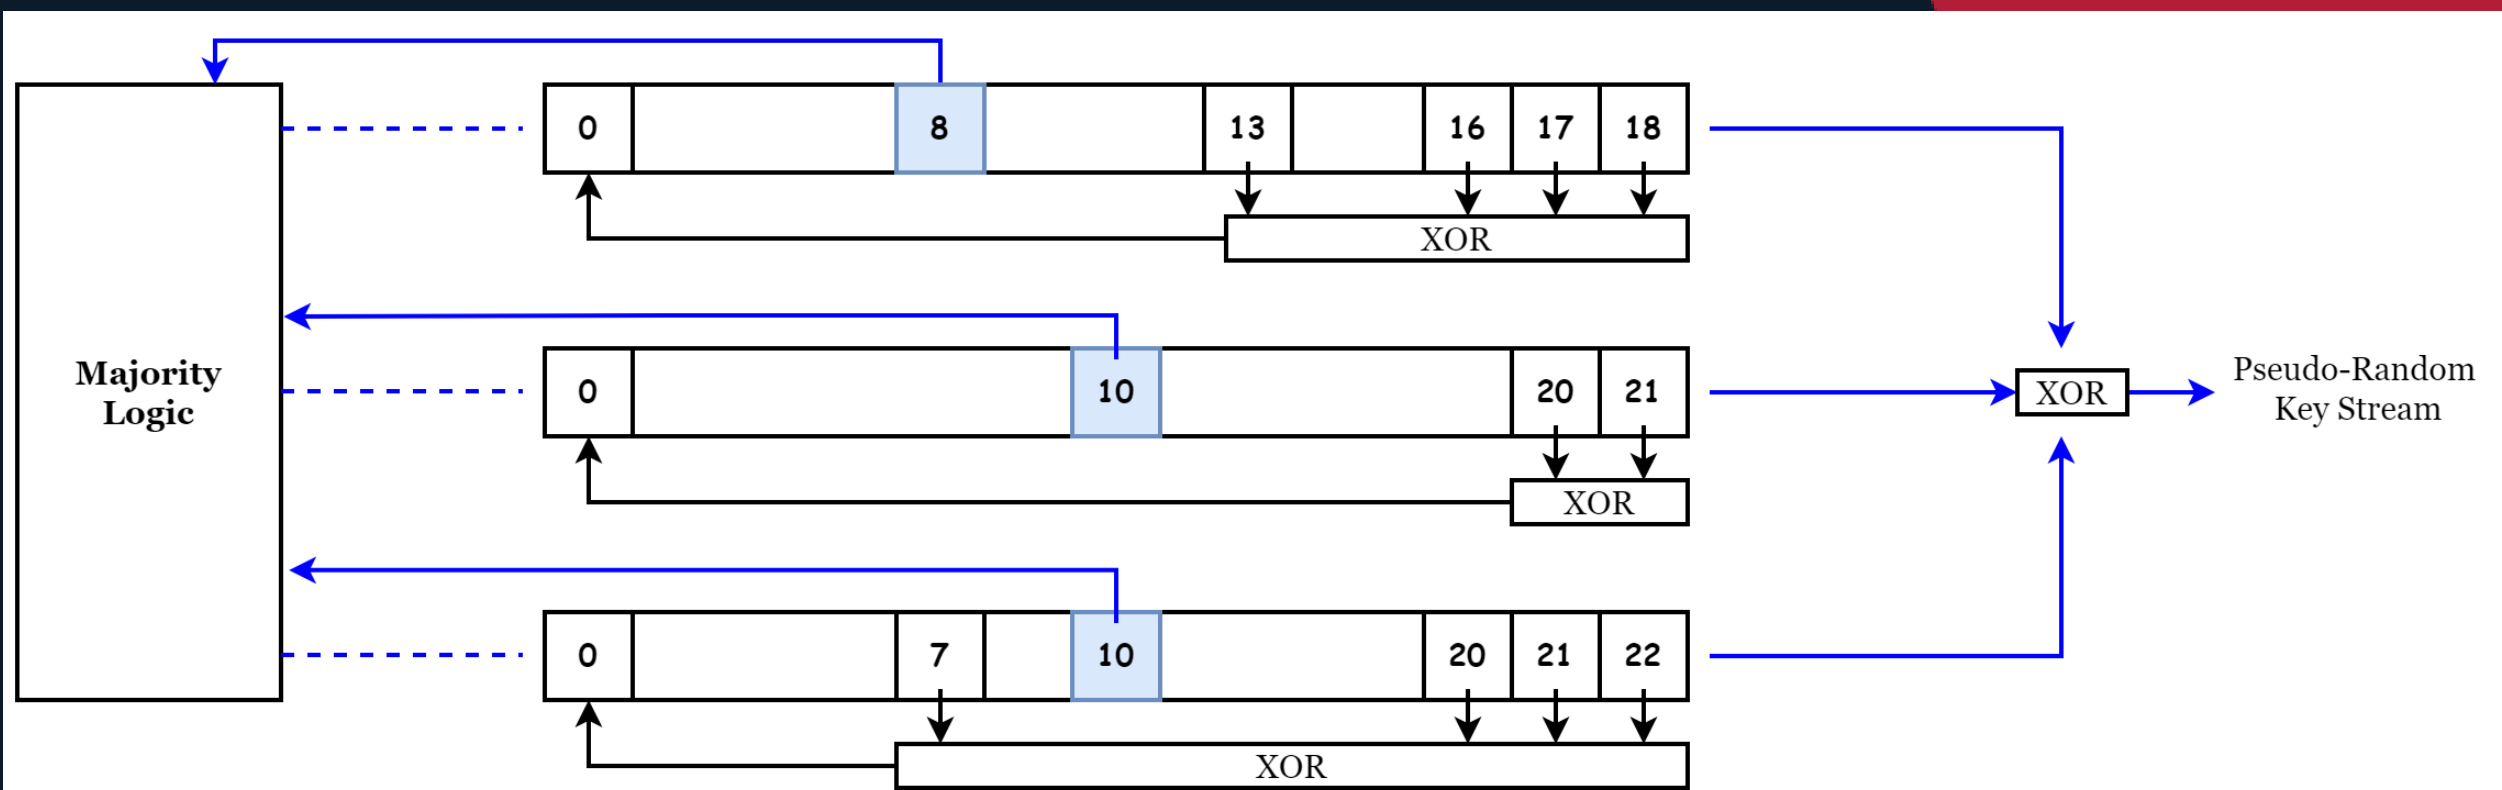 0 8 13 16 17 18
XOR
Majority
Logic
0 10 20 21
XOR
0 7 10 20 21 22
XOR
XOR
Pseudo-Random
Key Stream